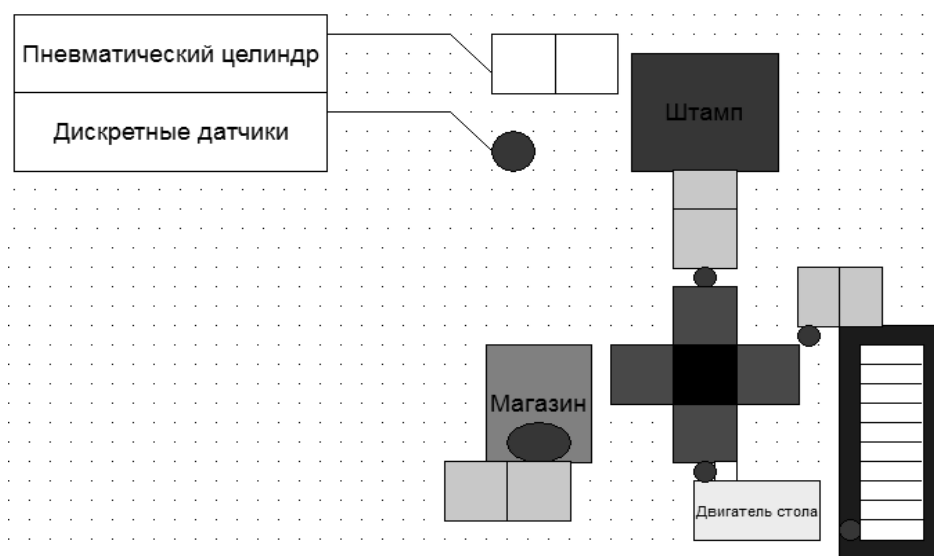 Пневматический целиндр
Дискретные датчики
Штамп
Магазин
Двигатель стола